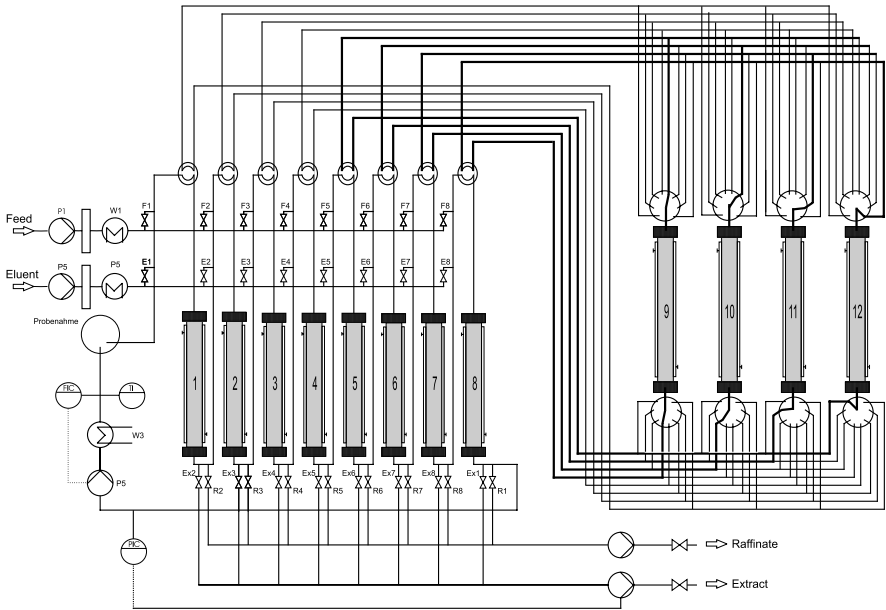 F1 F2 F3 F4 F5 F6 F7 F8
P1 W1
Feed
E1 E2 E3 E4 E5 E6 E7 E8
P5 P5
Eluent
Probenahme
1 2 3 4 5 6 7 8
9 10 11 12
FIC TI
W3
P5
Ex2 Ex3 Ex4 Ex5 Ex6 Ex7 Ex8 Ex1
R2 R3 R4 R5 R6 R7 R8 R1
PIC
Raffinate
Extract